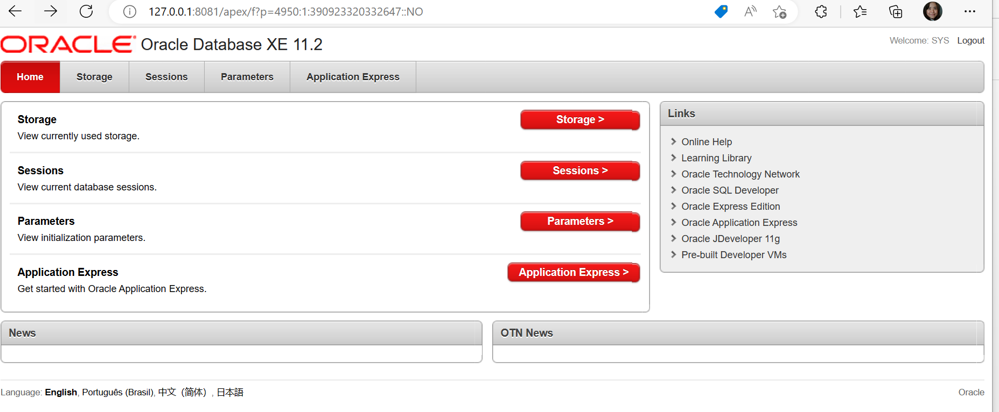 127.0.0.1:8081/apex/f?p=4950:1:390923320332647::NO
ORACLE Oracle Database XE 11.2
Welcome: SYS Logout
Home Storage Sessions Parameters Application Express
Storage
Storage >
View currently used storage.
Sessions
Sessions >
View current database sessions.
Parameters
Parameters >
View initialization parameters.
Application Express
Application Express >
Get started with Oracle Application Express.
Links
Online Help
Learning Library
Oracle Technology Network
Oracle SQL Developer
Oracle Express Edition
Oracle Application Express
Oracle JDeveloper 11g
Pre-built Developer VMs
News
OTN News
Language: English, Português (Brasil), 中文（简体）, 日本語
Oracle